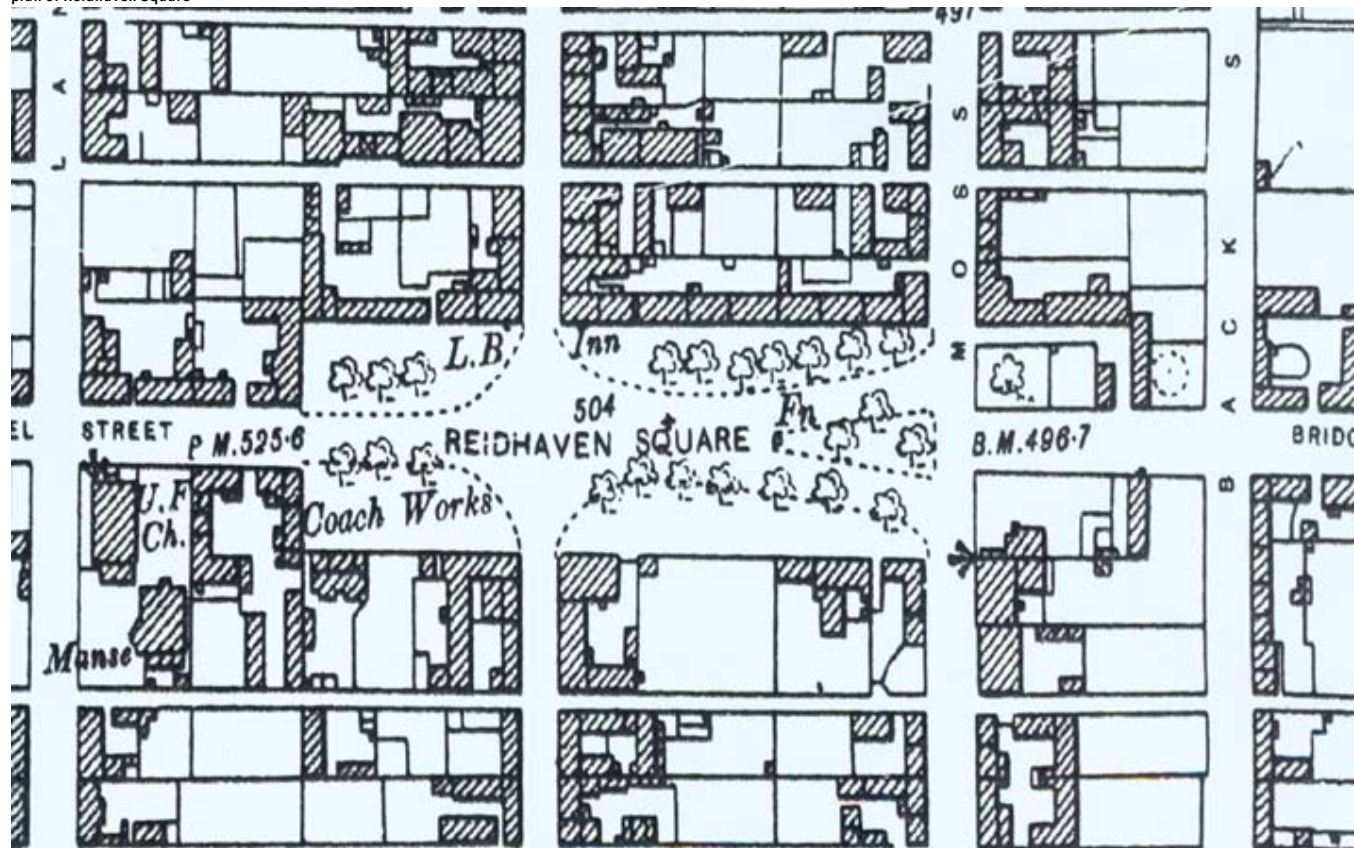 plan of Reidhaven Square
497
L A
M O S S
B A C K S
L.B
Inn
504
Fn
EL STREET
P M.525·6
REIDHAVEN SQUARE
B.M.496·7
BRIDG
U.F
Ch.
Coach Works
Manse